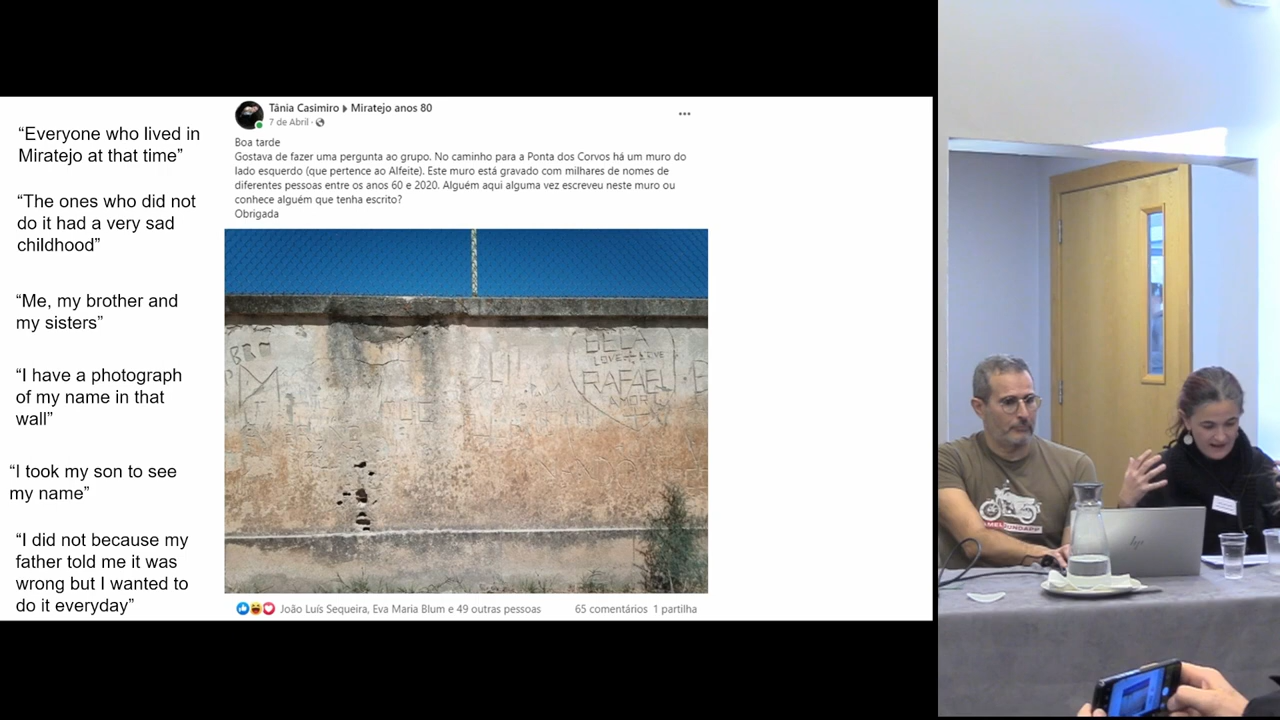 “Everyone who lived in
Miratejo at that time”
“The ones who did not
do it had a very sad
childhood”
“Me, my brother and
my sisters”
“I have a photograph
of my name in that
wall”
“I took my son to see
my name”
“I did not because my
father told me it was
wrong but I wanted to
do it everyday”
Tânia Casimiro Miratejo anos 80
7 de Abril ·
Boa tarde
Gostava de fazer uma pergunta ao grupo. No caminho para a Ponta dos Corvos há um muro do
lado esquerdo (que pertence ao Alfeite). Este muro está gravado com milhares de nomes de
diferentes pessoas entre os anos 60 e 2020. Alguém aqui alguma vez escreveu neste muro ou
conhece alguém que tenha escrito?
Obrigada
BELA
LOVE
RAFAEL
AMOR
João Luís Sequeira, Eva Maria Blum e 49 outras pessoas
65 comentários 1 partilha
hp